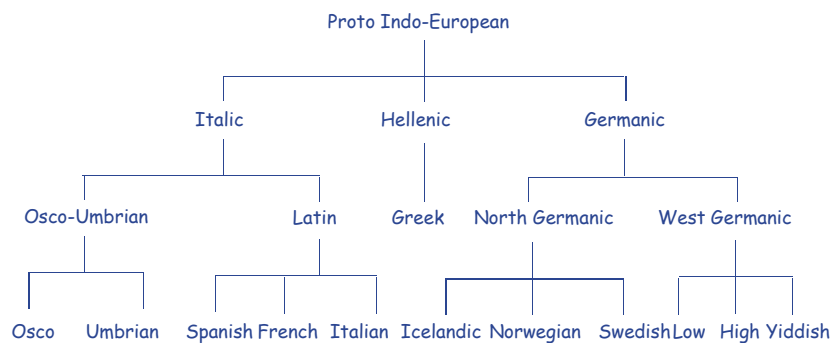 Proto Indo-European
Italic Hellenic Germanic
Osco-Umbrian Latin Greek North Germanic West Germanic
Osco Umbrian Spanish French Italian Icelandic Norwegian Swedish Low High Yiddish